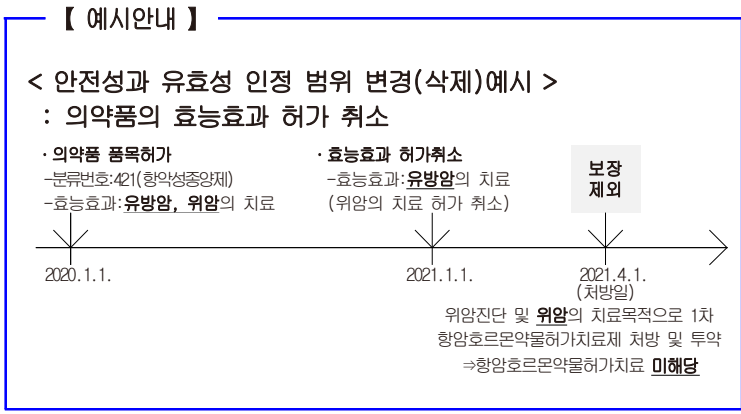 【 예시안내 】
< 안전성과 유효성 인정 범위 변경(삭제)예시 >
: 의약품의 효능효과 허가 취소
· 의약품 품목허가
-분류번호:421(항악성종양제)
-효능효과:유방암, 위암의 치료
· 효능효과 허가취소
-효능효과:유방암의 치료
(위암의 치료 허가 취소)
보장
제외
2020.1.1.
2021.1.1.
2021.4.1.
(처방일)
위암진단 및 위암의 치료목적으로 1차
항암호르몬약물허가치료제 처방 및 투약
⇒항암호르몬약물허가치료 미해당